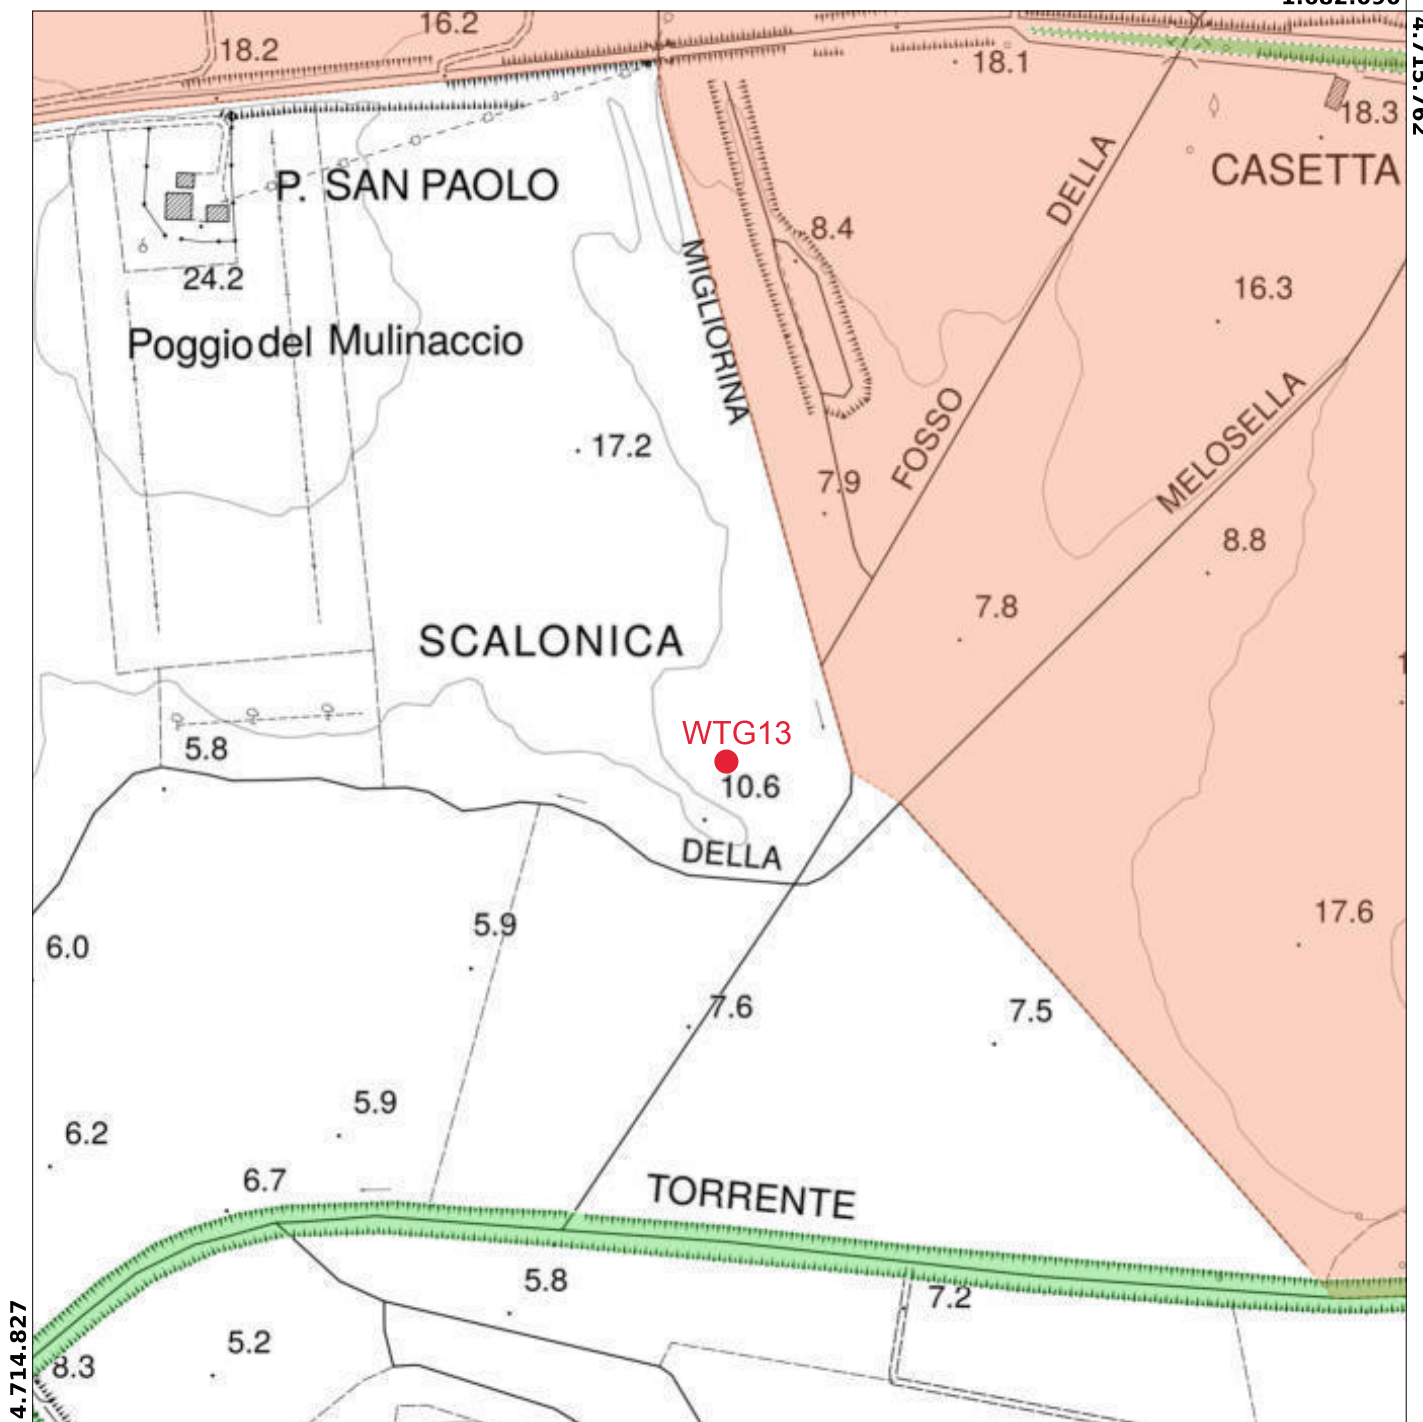 4.715.762
16.2
18.2
18.1
18.3
DELLA
CASETTA
P. SAN PAOLO
8.4
24.2
MIGLIORINA
16.3
Poggio del Mulinaccio
MELOSELLA
FOSSO
17.2
7.9
8.8
7.8
SCALONICA
WTG13
5.8
10.6
DELLA
17.6
5.9
6.0
7.6
7.5
5.9
6.2
6.7
TORRENTE
5.8
7.2
5.2
8.3
4.714.827